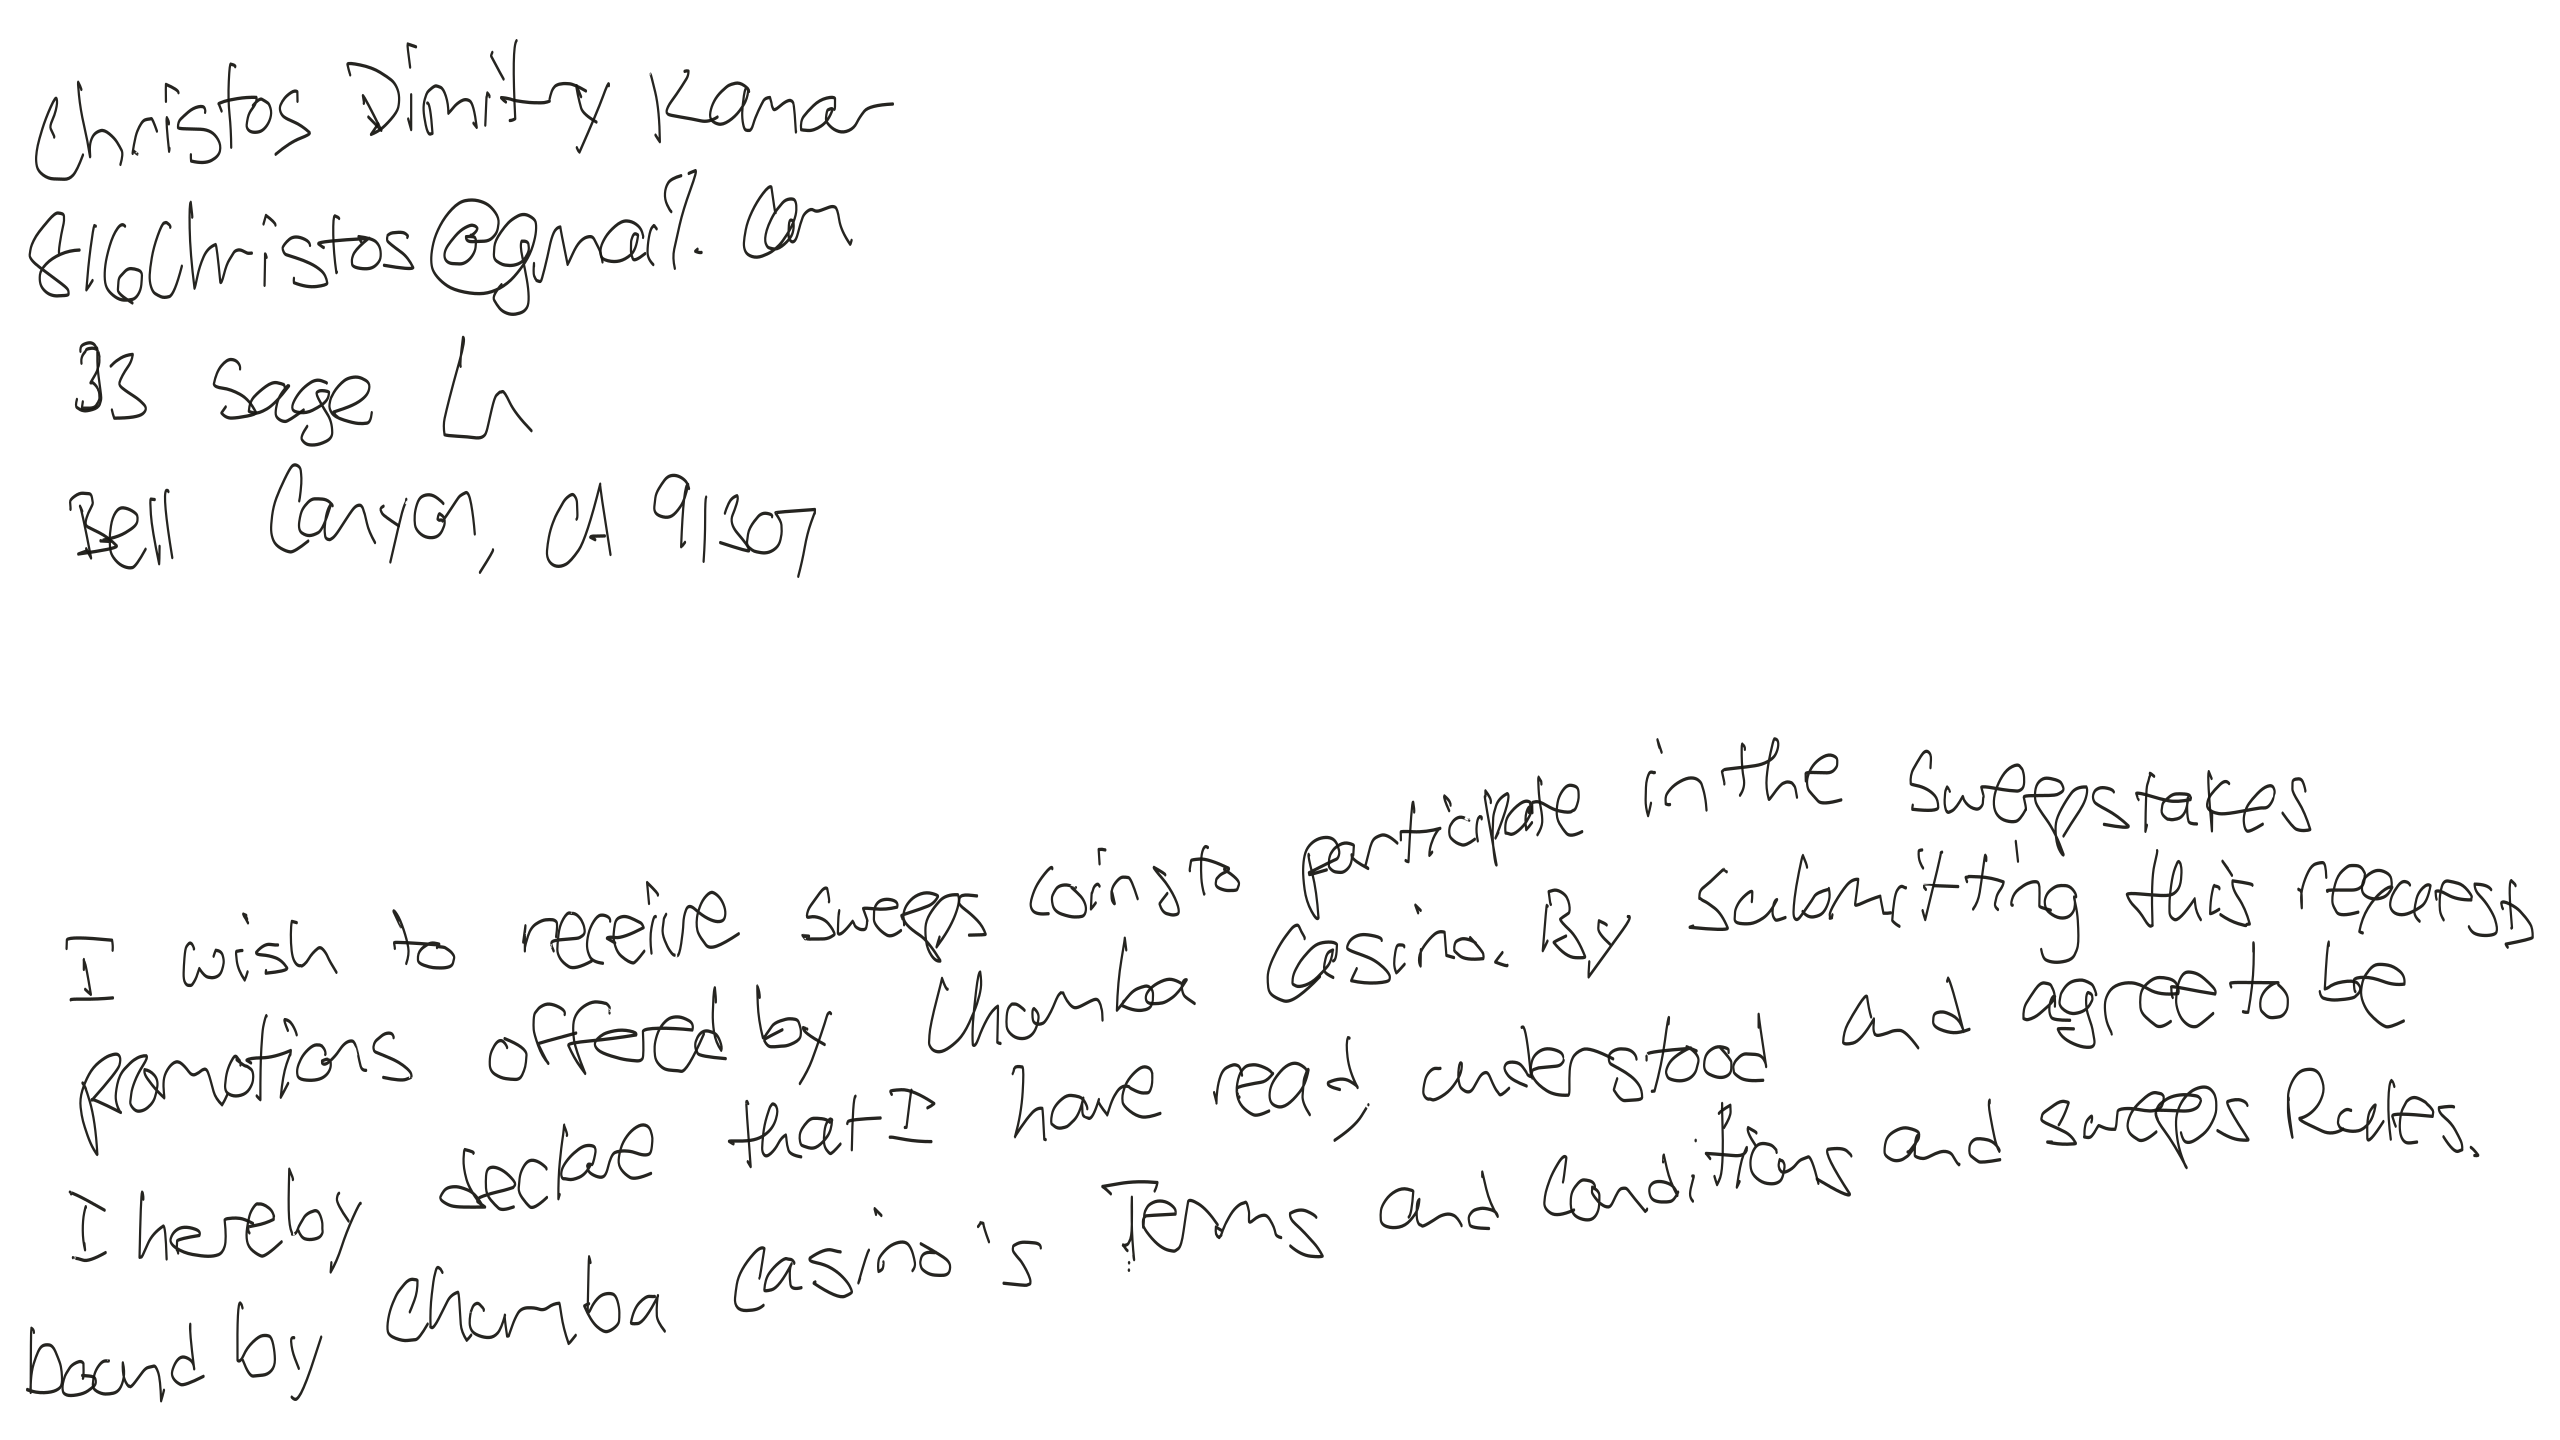 Christos Dimitry Kamar
816Christos@gmail.com
33 Sage Ln
Bell Canyon, CA 91307
I wish to receive sweeps coins to participate in the sweepstakes
promotions offered by Chumba Casino. By submitting this request,
I hereby declare that I have read, understood and agree to be
bound by Chumba Casino's Terms and Conditions and Sweeps Rules.